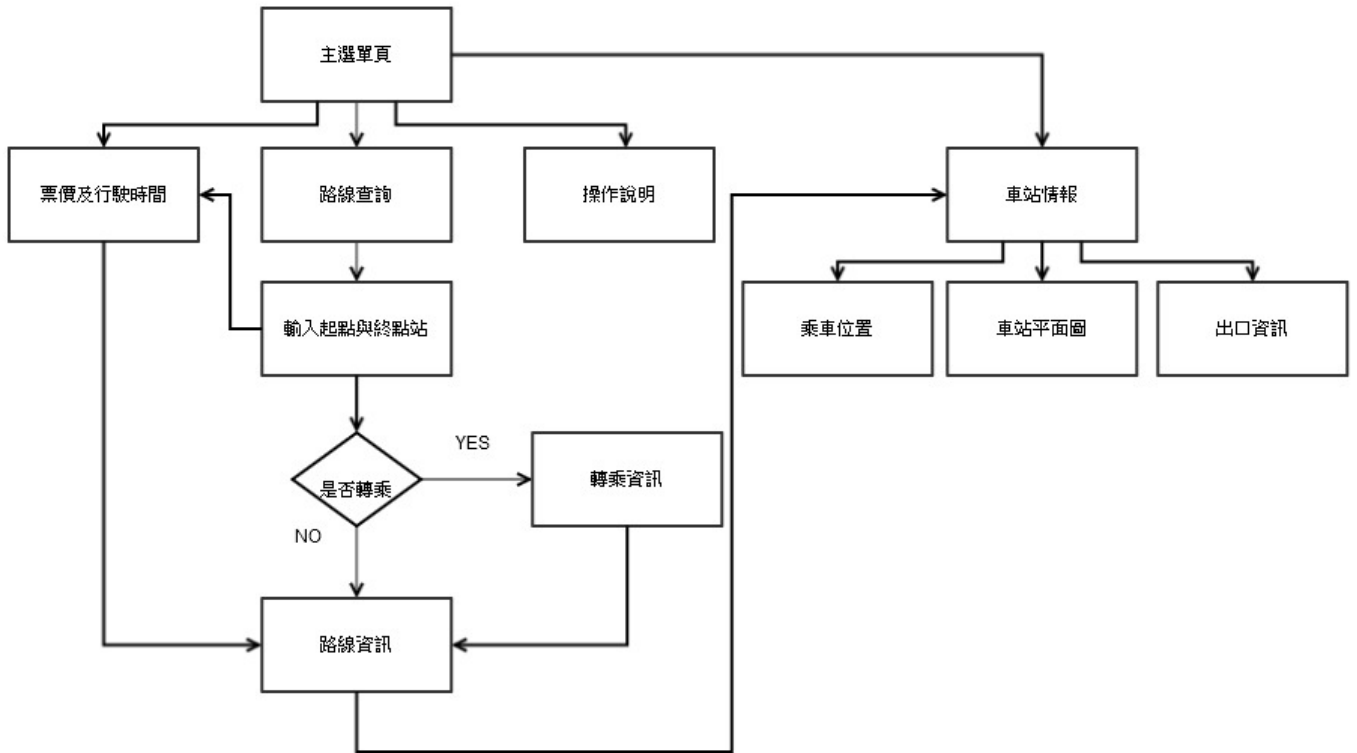 主選單頁
票價及行駛時間
路線查詢
操作說明
車站情報
輸入起點與終點站
乘車位置
車站平面圖
出口資訊
是否轉乘
YES
轉乘資訊
NO
路線資訊